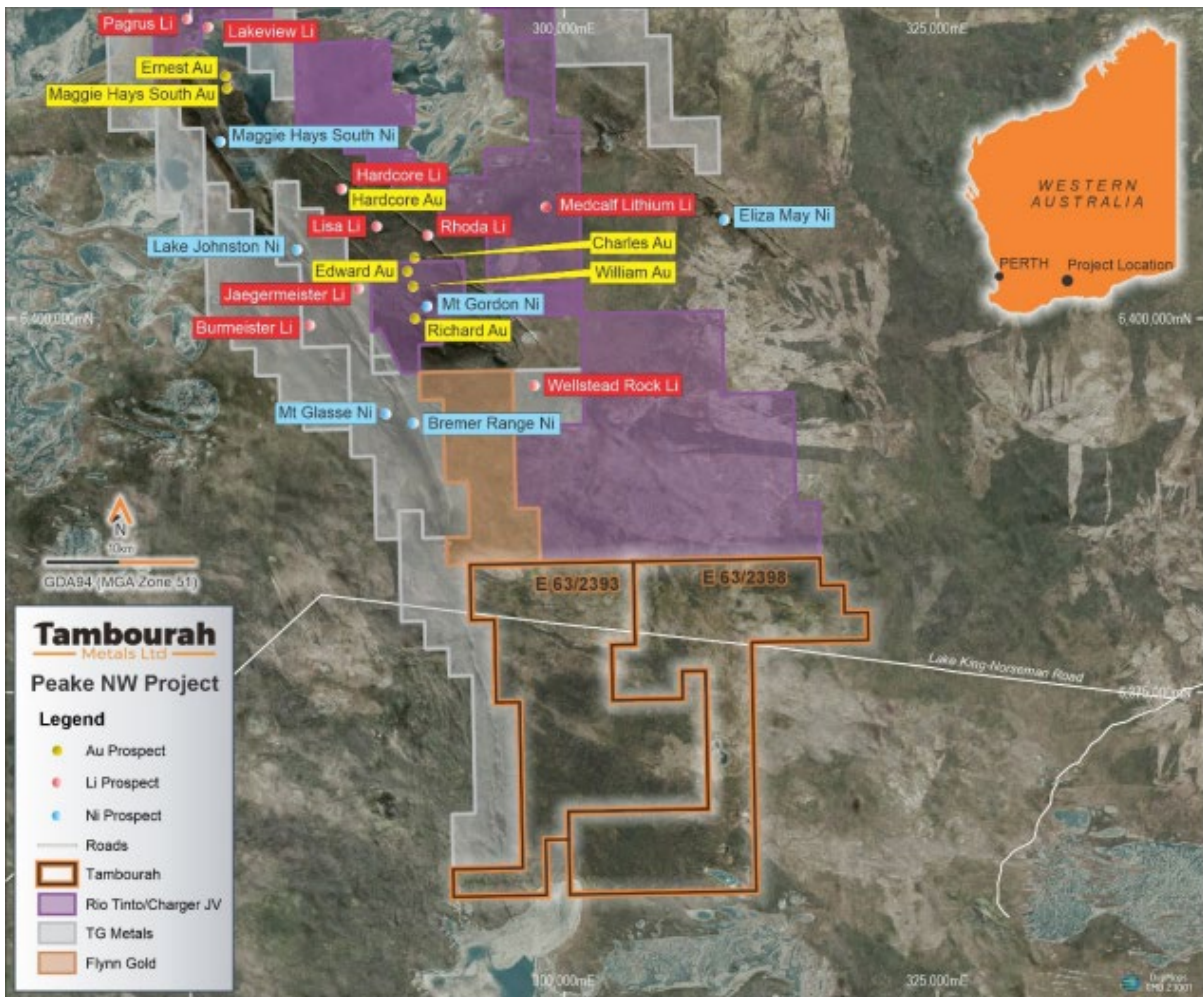 300,000mE
325,000mE
Pagrus Li
Lakeview Li
Ernest Au
Maggie Hays South Au
Maggie Hays South Ni
Hardcore Li
Hardcore Au
Medcalf Lithium Li
Eliza May Ni
Lisa Li
Rhoda Li
Lake Johnston Ni
Charles Au
Edward Au
William Au
Jaegermeister Li
Mt Gordon Ni
Burmeister Li
Richard Au
6,400,000mN
6,400,000mN
WESTERN
AUSTRALIA
PERTH
Project Location
Wellstead Rock Li
Mt Glasse Ni
Bremer Range Ni
N
10km
GDA94 (MGA Zone 51)
E 63/2393
E 63/2398
Lake King-Norseman Road
6,375,000mN
Tambourah
Metals Ltd
Peake NW Project
Legend
Au Prospect
Li Prospect
Ni Prospect
Roads
Tambourah
Rio Tinto/Charger JV
TG Metals
Flynn Gold
300,000mE
325,000mE